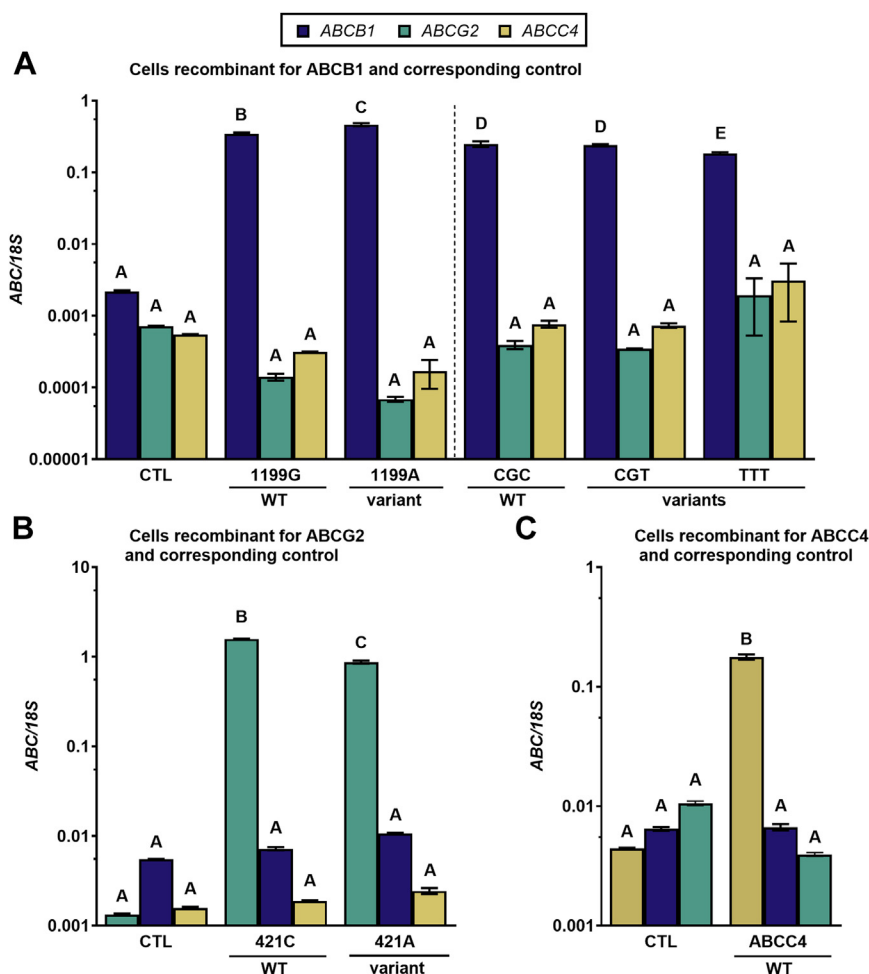 ABCB1 ABCG2 ABCC4
A
Cells recombinant for ABCB1 and corresponding control
ABC/18S
1
0.1
0.01
0.001
0.0001
0.00001
A A A B A A C A A D A A D A A E A A
CTL 1199G 1199A CGC CGT TTT
WT variant WT variants
B
Cells recombinant for ABCG2
and corresponding control
ABC/18S
10
1
0.1
0.01
0.001
A A A B A A C A A
CTL 421C 421A
WT variant
C
Cells recombinant for ABCC4
and corresponding control
ABC/18S
1
0.1
0.01
0.001
A A A B A A
CTL ABCC4
WT